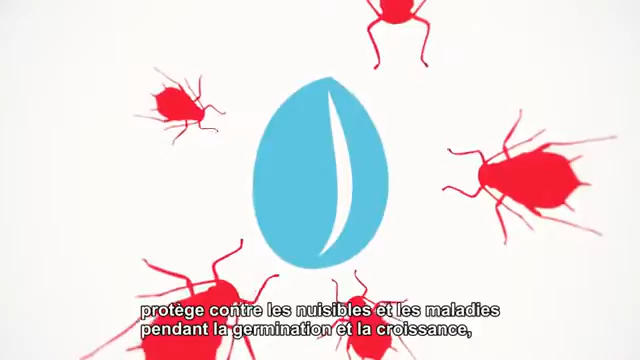 protège contre les nuisibles et les maladies
pendant la germination et la croissance,